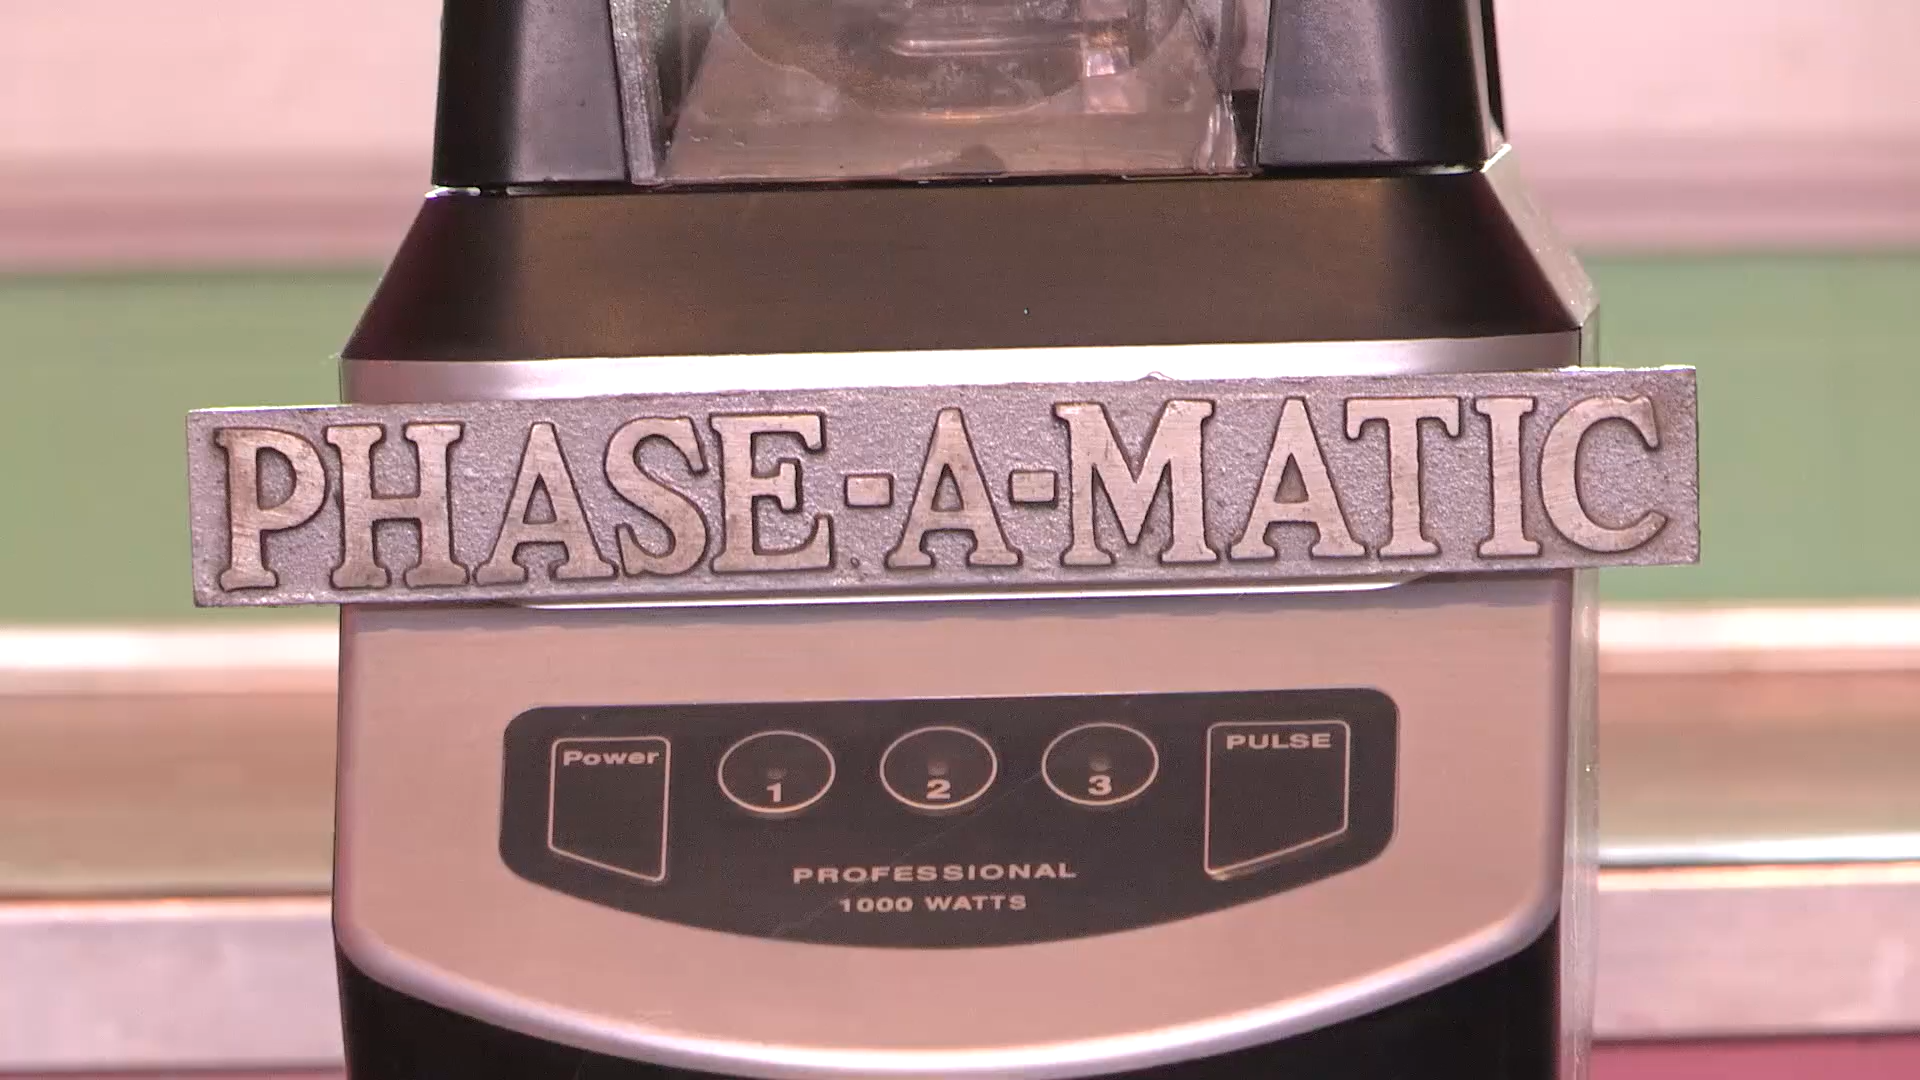 PHASE-A-MATIC
Power
1
2
3
PULSE
PROFESSIONAL
1000 WATTS